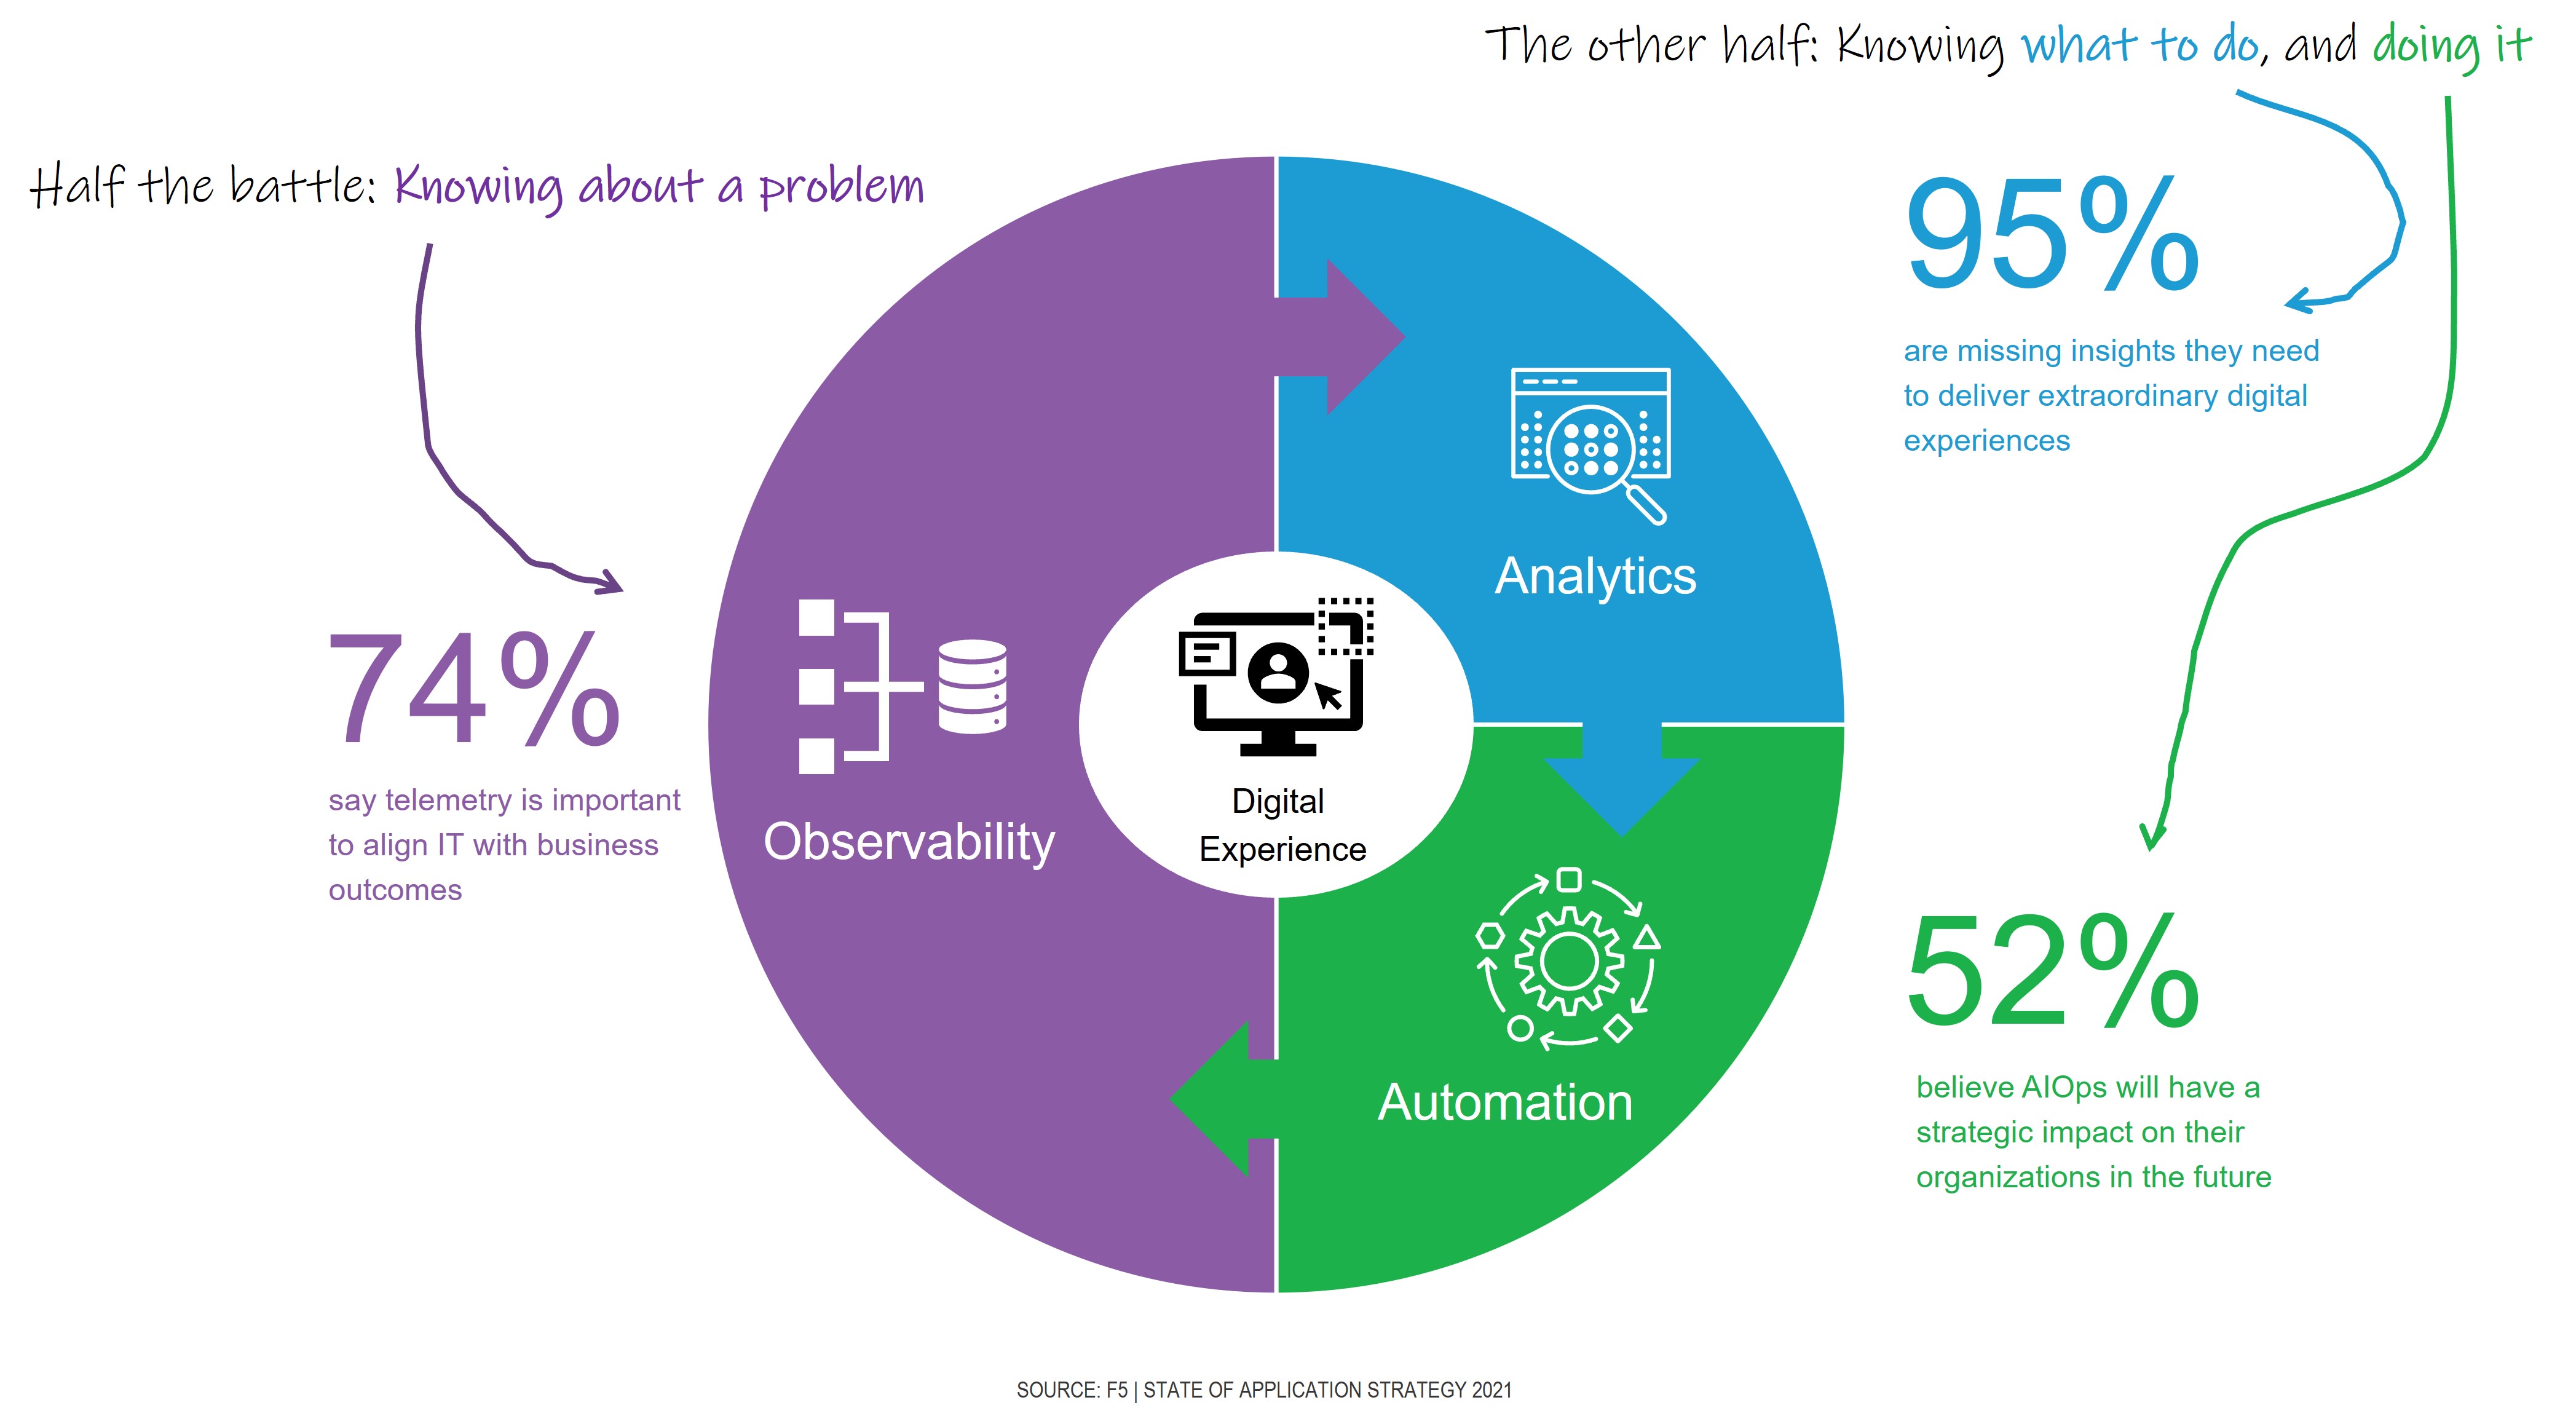 The other half: Knowing what to do, and doing it
Half the battle: Knowing about a problem
95%
are missing insights they need
to deliver extraordinary digital
experiences
Analytics
74%
say telemetry is important
to align IT with business
outcomes
Observability
Digital
Experience
52%
believe AIOps will have a
strategic impact on their
organizations in the future
Automation
SOURCE: F5 | STATE OF APPLICATION STRATEGY 2021